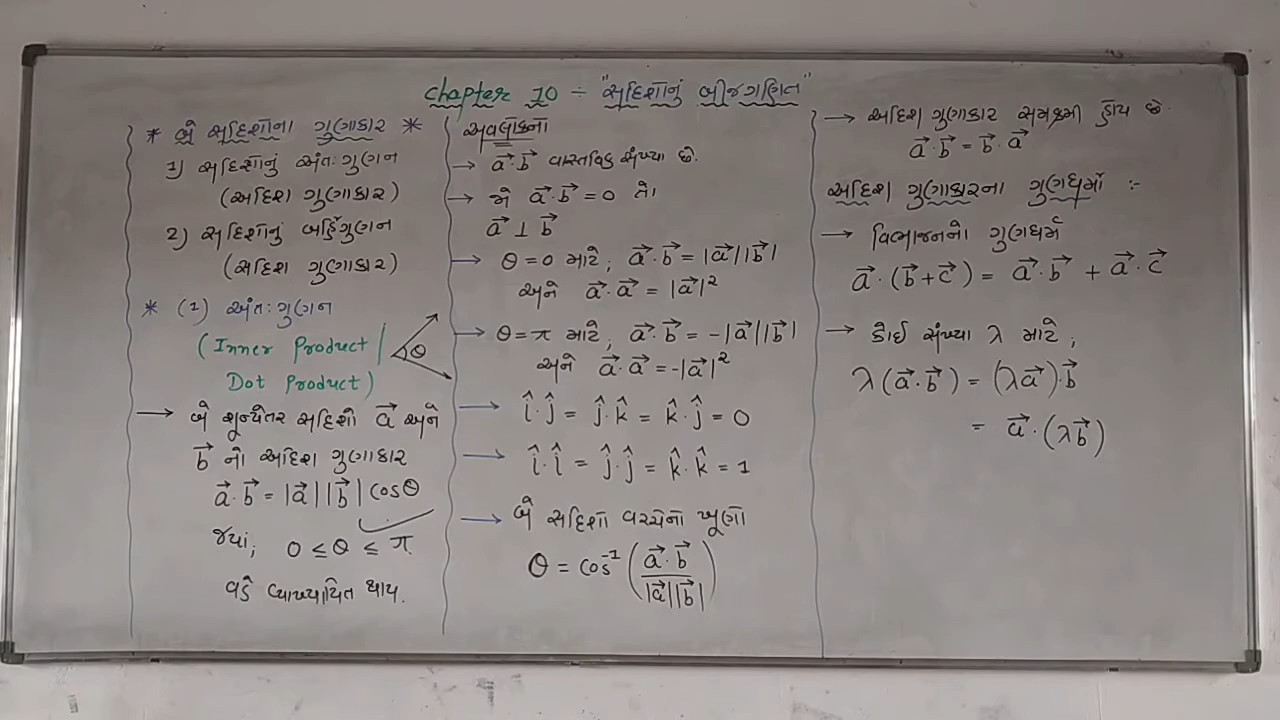 Chapter 10 ÷ "સદિશોનું બીજગણિત"
* બે સદિશોના ગુણાકાર *
1) સદિશોનું અંતઃગુણન
(અદિશ ગુણાકાર)
2) સદિશોનું બર્હિગુણન
(સદિશ ગુણાકાર)
* (1) અંતઃગુણન
(Inner Product /
Dot Product)
θ
→ બે શૂન્યેતર સદિશો a⃗ અને
b⃗ નો અદિશ ગુણાકાર
a⃗·b⃗ = |a⃗||b⃗| cosθ
જ્યાં; 0 ≤ θ ≤ π
વડે વ્યાખ્યાયિત થાય.
અવલોકનો
→ a⃗·b⃗ વાસ્તવિક સંખ્યા છે.
→ જો a⃗·b⃗ = 0 તો
a⃗ ⊥ b⃗
→ θ = 0 માટે; a⃗·b⃗ = |a⃗||b⃗|
અને a⃗·a⃗ = |a⃗|²
→ θ = π માટે; a⃗·b⃗ = -|a⃗||b⃗|
અને a⃗·a⃗ = -|a⃗|²
→ î·ĵ = ĵ·k̂ = k̂·ĵ = 0
→ î·î = ĵ·ĵ = k̂·k̂ = 1
→ બે સદિશો વચ્ચેનો ખૂણો
θ = cos⁻¹ (a⃗·b⃗ / |a⃗||b⃗|)
→ અદિશ ગુણાકાર સમક્રમી હોય છે.
a⃗·b⃗ = b⃗·a⃗
અદિશ ગુણાકારના ગુણધર્મો :-
→ વિભાજનનો ગુણધર્મ
a⃗·(b⃗+c⃗) = a⃗·b⃗ + a⃗·c⃗
→ કોઈ સંખ્યા λ માટે;
λ(a⃗·b⃗) = (λa⃗)·b⃗
= a⃗·(λb⃗)